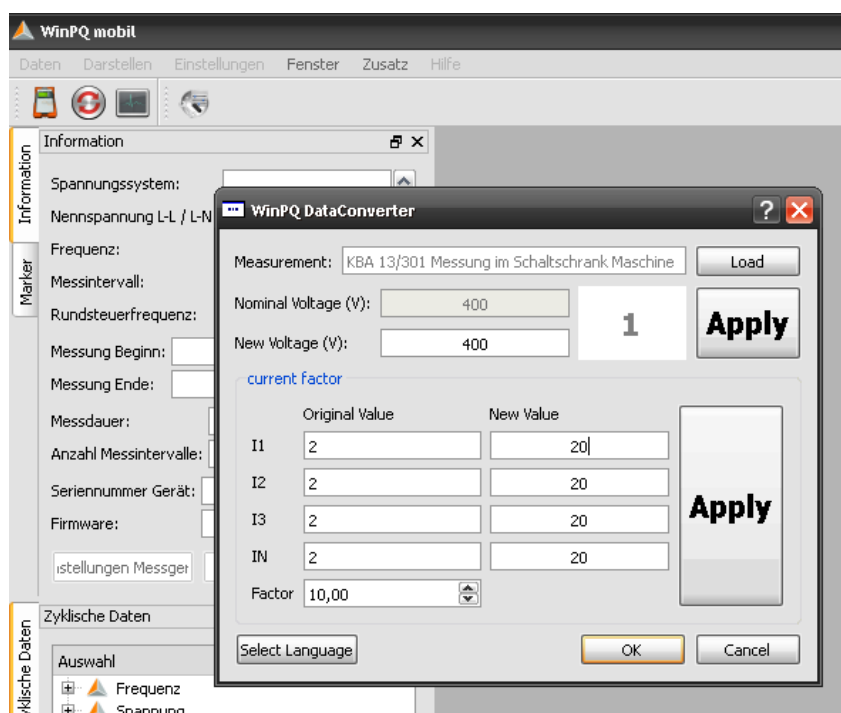 WinPQ mobil
Daten Darstellen Einstellungen Fenster Zusatz Hilfe
Information
Information
Marker
Spannungssystem:
Nennspannung L-L / L-N
Frequenz:
Messintervall:
Rundsteuerfrequenz:
Messung Beginn:
Messung Ende:
Messdauer:
Anzahl Messintervalle:
Seriennummer Gerät:
Firmware:
ıstellungen Messger
Zyklische Daten
yklische Daten
Auswahl
Frequenz
Spannung
WinPQ DataConverter
Measurement: KBA 13/301 Messung im Schaltschrank Maschine Load
Nominal Voltage (V): 400
1
Apply
New Voltage (V): 400
current factor
Original Value New Value
I1 2 20
I2 2 20
I3 2 20
IN 2 20
Apply
Factor 10,00
Select Language OK Cancel